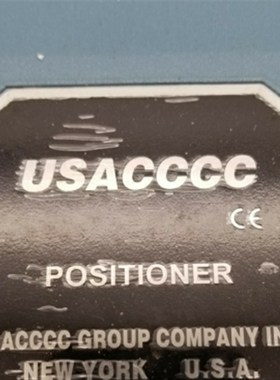 USACCCC
CE
POSITIONER
ACCCC GROUP COMPANY IN
NEW YORK U.S.A.